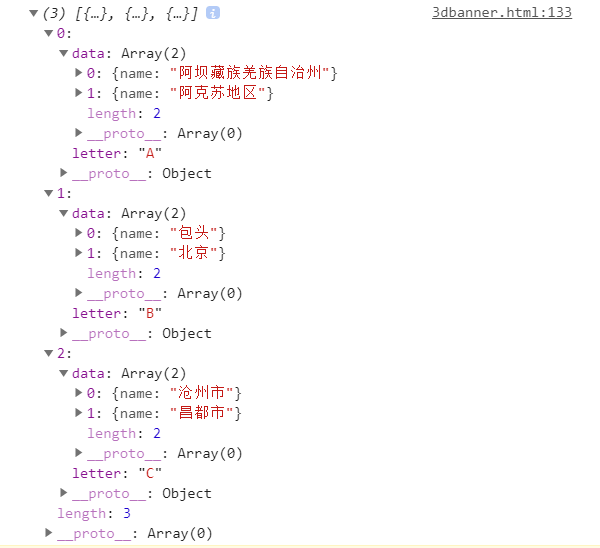 (3) [{…}, {…}, {…}] i 3dbanner.html:133
0:
data: Array(2)
0: {name: "阿坝藏族羌族自治州"}
1: {name: "阿克苏地区"}
length: 2
__proto__: Array(0)
letter: "A"
__proto__: Object
1:
data: Array(2)
0: {name: "包头"}
1: {name: "北京"}
length: 2
__proto__: Array(0)
letter: "B"
__proto__: Object
2:
data: Array(2)
0: {name: "沧州市"}
1: {name: "昌都市"}
length: 2
__proto__: Array(0)
letter: "C"
__proto__: Object
length: 3
__proto__: Array(0)